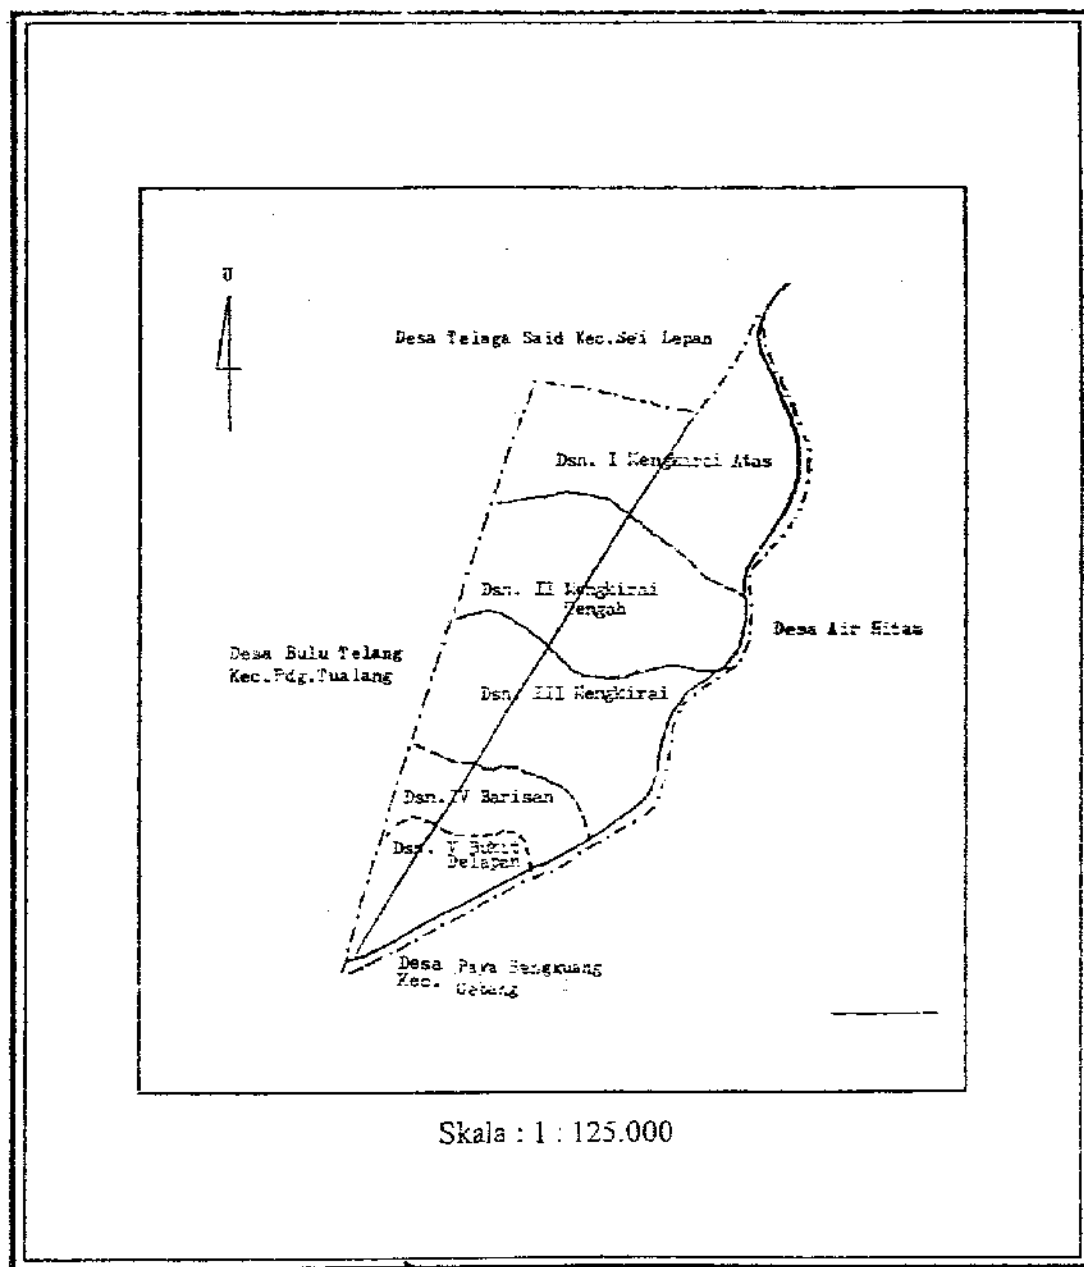 U
Desa Telaga Said Kec.Sei Lepan
Dsn. I Mengkirai Atas
Dsn. II Mengkirai
Tengah
Desa Air Hitam
Desa Bulu Telang
Kec.Pdg.Tualang
Dsn. III Mengkirai
Dsn. IV Barisan
Dsn. V Bukit
Delapan
Desa Paya Bengkuang
Kec. Gebang
Skala : 1 : 125.000